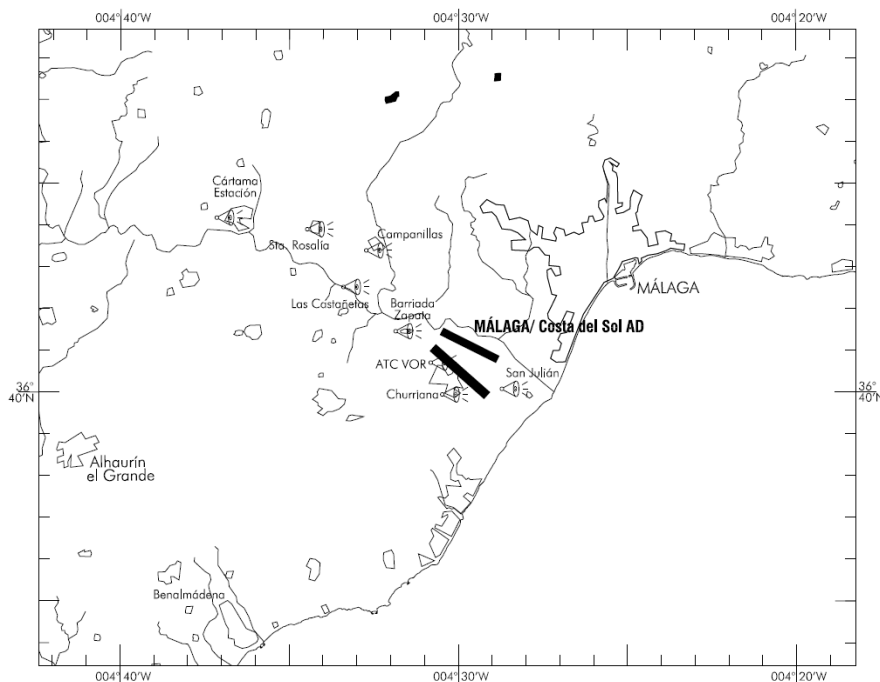 004°40'W
004°30'W
004°20'W
Cártama
Estación
Sta. Rosalía
Campanillas
Las Castañetas
Barriada
Zapata
MÁLAGA
MÁLAGA/ Costa del Sol AD
ATC VOR
San Julián
Churriana
36°
40'N
36°
40'N
Alhaurín
el Grande
Benalmádena
004°40'W
004°30'W
004°20'W